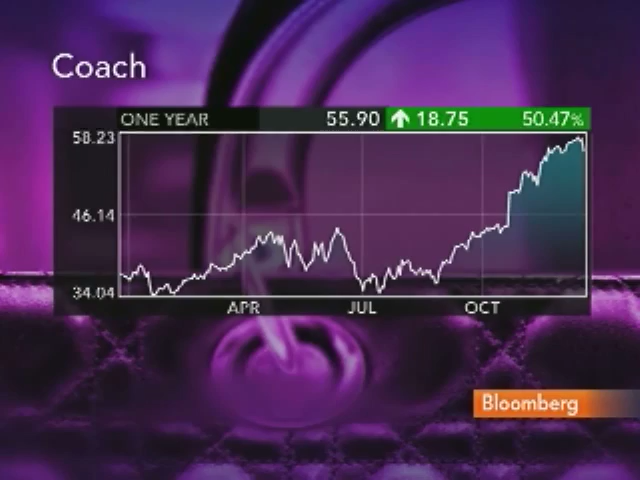 Coach
ONE YEAR 55.90 18.75 50.47%
58.23
46.14
34.04
APR JUL OCT
Bloomberg